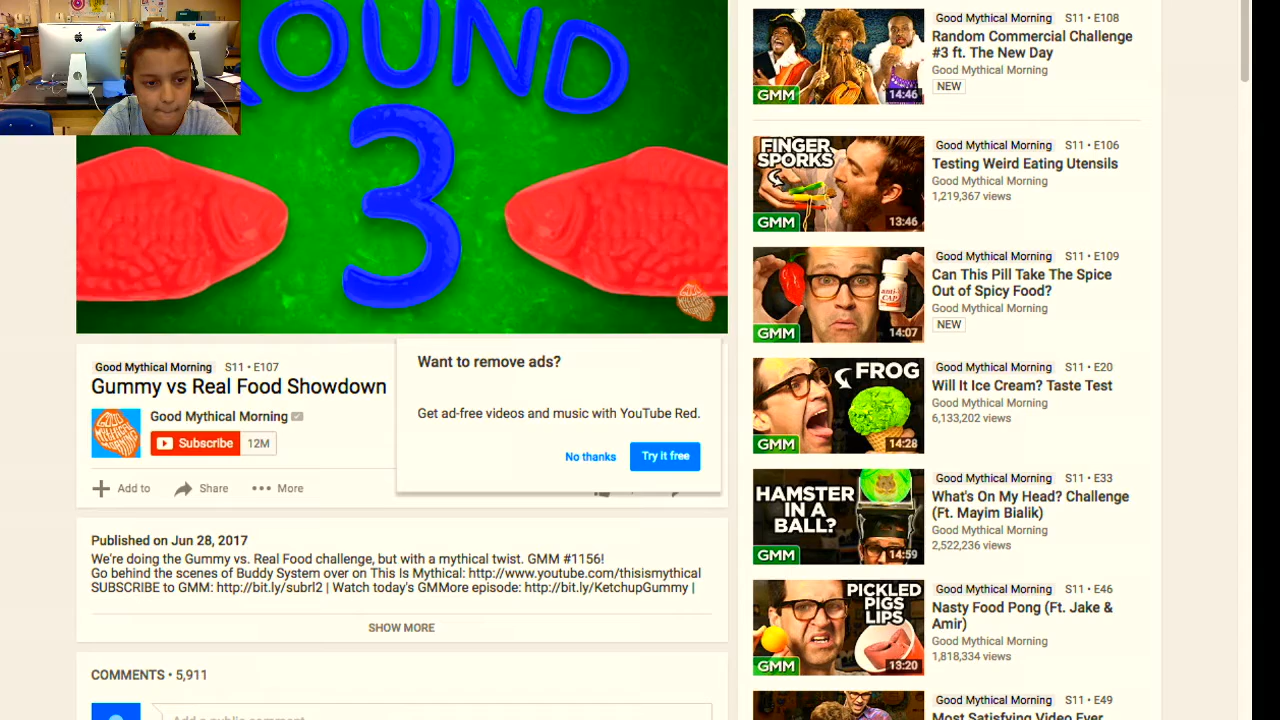 OUND
3
Good Mythical Morning S11 • E107
Gummy vs Real Food Showdown
Good Mythical Morning
Subscribe 12M
Add to Share More
Want to remove ads?
Get ad-free videos and music with YouTube Red.
No thanks Try it free
Published on Jun 28, 2017
We're doing the Gummy vs. Real Food challenge, but with a mythical twist. GMM #1156!
Go behind the scenes of Buddy System over on This Is Mythical: http://www.youtube.com/thisismythical
SUBSCRIBE to GMM: http://bit.ly/subrl2 | Watch today's GMMore episode: http://bit.ly/KetchupGummy |
SHOW MORE
COMMENTS • 5,911
Add a public comment...
GMM 14:46
Good Mythical Morning S11 • E108
Random Commercial Challenge
#3 ft. The New Day
Good Mythical Morning
NEW
FINGER
SPORKS
GMM 13:46
Good Mythical Morning S11 • E106
Testing Weird Eating Utensils
Good Mythical Morning
1,219,367 views
anti-
CAP
GMM 14:07
Good Mythical Morning S11 • E109
Can This Pill Take The Spice
Out of Spicy Food?
Good Mythical Morning
NEW
FROG
GMM 14:28
Good Mythical Morning S11 • E20
Will It Ice Cream? Taste Test
Good Mythical Morning
6,133,202 views
HAMSTER
IN A
BALL?
GMM 14:59
Good Mythical Morning S11 • E33
What's On My Head? Challenge
(Ft. Mayim Bialik)
Good Mythical Morning
2,522,236 views
PICKLED
PIGS
LIPS
GMM 13:20
Good Mythical Morning S11 • E46
Nasty Food Pong (Ft. Jake &
Amir)
Good Mythical Morning
1,818,334 views
Good Mythical Morning S11 • E49
Most Satisfying Video Ever